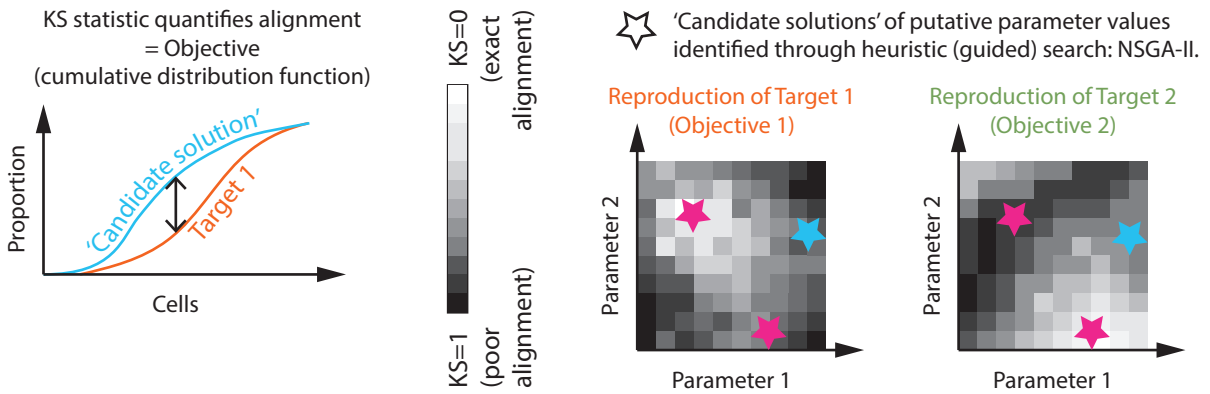 KS statistic quantifies alignment
= Objective
(cumulative distribution function)
Proportion
'Candidate solution'
Target 1
Cells
KS=0
(exact
alignment)
KS=1
(poor
alignment)
'Candidate solutions' of putative parameter values
identified through heuristic (guided) search: NSGA-II.
Reproduction of Target 1
(Objective 1)
Parameter 2
Parameter 1
Reproduction of Target 2
(Objective 2)
Parameter 2
Parameter 1